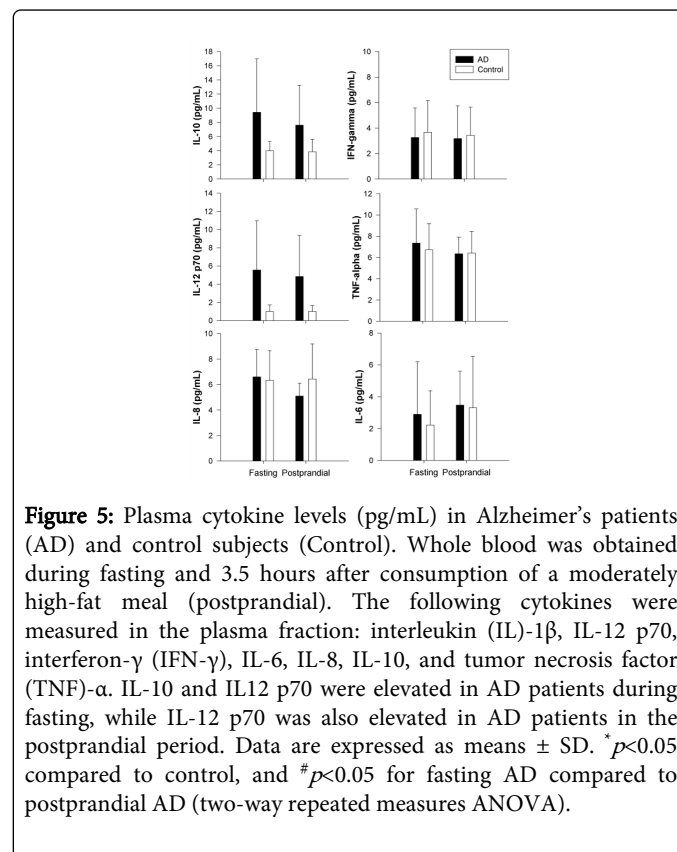 AD
Control
18
16
14
12
10
8
6
4
2
0
IL-10 (pg/mL)
10
8
6
4
2
0
IFN-gamma (pg/mL)
14
12
10
8
6
4
2
0
IL-12 p70 (pg/mL)
12
10
8
6
4
2
0
TNF-alpha (pg/mL)
10
8
6
4
2
0
IL-8 (pg/mL)
Fasting Postprandial
8
6
4
2
0
IL-6 (pg/mL)
Fasting Postprandial
Figure 5: Plasma cytokine levels (pg/mL) in Alzheimer's patients
(AD) and control subjects (Control). Whole blood was obtained
during fasting and 3.5 hours after consumption of a moderately
high-fat meal (postprandial). The following cytokines were
measured in the plasma fraction: interleukin (IL)-1β, IL-12 p70,
interferon-γ (IFN-γ), IL-6, IL-8, IL-10, and tumor necrosis factor
(TNF)-α. IL-10 and IL12 p70 were elevated in AD patients during
fasting, while IL-12 p70 was also elevated in AD patients in the
postprandial period. Data are expressed as means ± SD. *p<0.05
compared to control, and #p<0.05 for fasting AD compared to
postprandial AD (two-way repeated measures ANOVA).